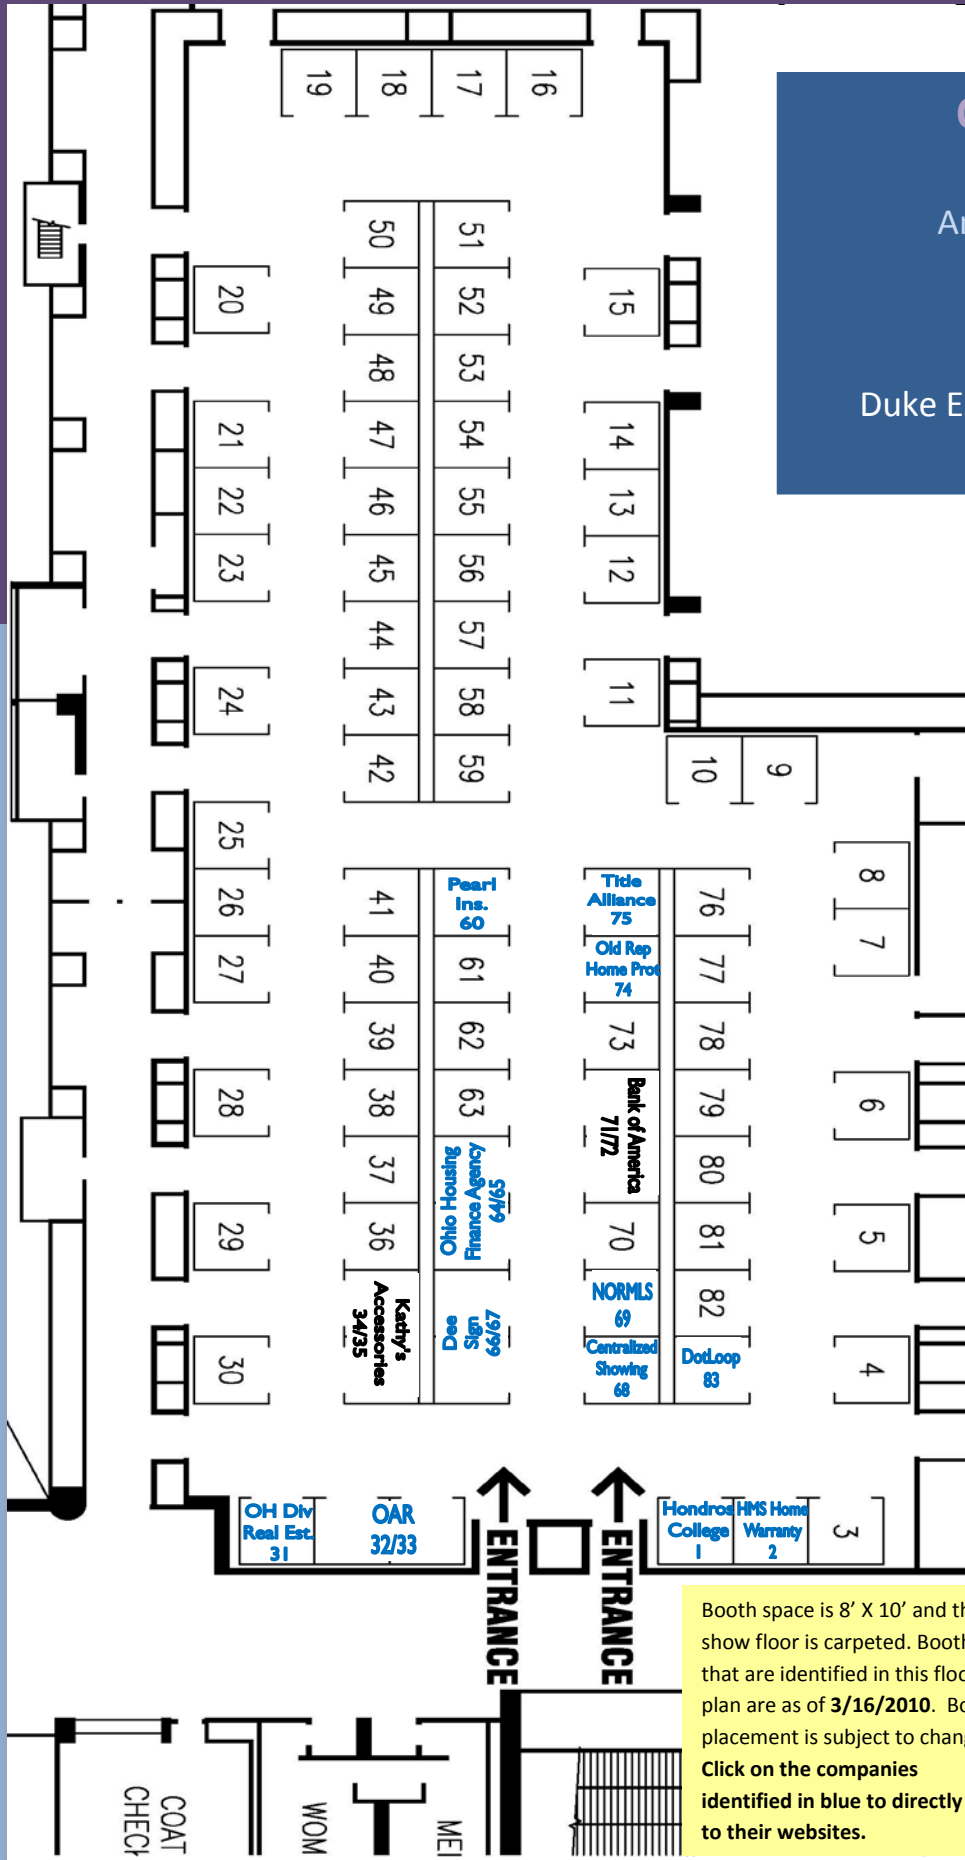 19
18
17
16
50
51
49
52
48
53
47
54
46
55
45
56
44
57
43
58
42
59
20
21
22
23
24
25
26
27
28
29
30
15
14
13
12
11
10
9
8
7
6
5
4
41
40
39
38
37
36
Kathy's
Accessories
34/35
Pearl
Ins.
60
61
62
63
Ohio Housing
Finance Agency
64/65
Dee
Sign
66/67
Title
Alliance
75
Old Rep
Home Prot
74
73
Bank of America
71/72
70
NORMLS
69
Centralized
Showing
68
76
77
78
79
80
81
82
DotLoop
83
OH Div
Real Est.
31
OAR
32/33
ENTRANCE
ENTRANCE
Hondros
College
1
HMS Home
Warranty
2
3
Duke E
Booth space is 8’ X 10’ and th
show floor is carpeted. Booth
that are identified in this floo
plan are as of 3/16/2010. Bo
placement is subject to chang
Click on the companies
identified in blue to directly
to their websites.
COAT
CHECK
WOM
MEI